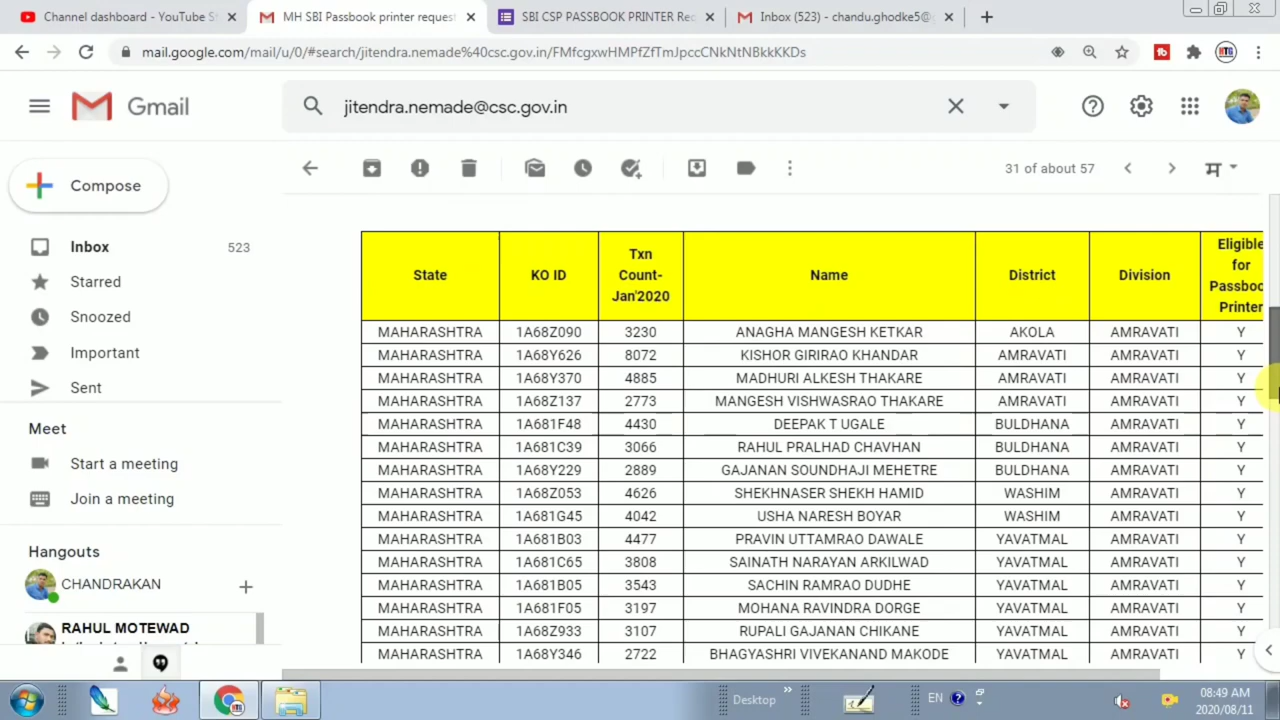 Channel dashboard - YouTube S
MH SBI Passbook printer request
SBI CSP PASSBOOK PRINTER Req
Inbox (523) - chandu.ghodke5@g
mail.google.com/mail/u/0/#search/jitendra.nemade%40csc.gov.in/FMfcgxwHMPfZfTmJpccCNkNtN8kkKKDs
Gmail
jitendra.nemade@csc.gov.in
Compose
31 of about 57
Inbox 523
Starred
Snoozed
Important
Sent
Meet
Start a meeting
Join a meeting
Hangouts
CHANDRAKAN
RAHUL MOTEWAD
State KO ID Txn Count-Jan'2020 Name District Division Eligible for Passboo Printer
MAHARASHTRA 1A68Z090 3230 ANAGHA MANGESH KETKAR AKOLA AMRAVATI Y
MAHARASHTRA 1A68Y626 8072 KISHOR GIRIRAO KHANDAR AMRAVATI AMRAVATI Y
MAHARASHTRA 1A68Y370 4885 MADHURI ALKESH THAKARE AMRAVATI AMRAVATI Y
MAHARASHTRA 1A68Z137 2773 MANGESH VISHWASRAO THAKARE AMRAVATI AMRAVATI Y
MAHARASHTRA 1A681F48 4430 DEEPAK T UGALE BULDHANA AMRAVATI Y
MAHARASHTRA 1A681C39 3066 RAHUL PRALHAD CHAVHAN BULDHANA AMRAVATI Y
MAHARASHTRA 1A68Y229 2889 GAJANAN SOUNDHAJI MEHETRE BULDHANA AMRAVATI Y
MAHARASHTRA 1A68Z053 4626 SHEKHNASER SHEKH HAMID WASHIM AMRAVATI Y
MAHARASHTRA 1A681G45 4042 USHA NARESH BOYAR WASHIM AMRAVATI Y
MAHARASHTRA 1A681B03 4477 PRAVIN UTTAMRAO DAWALE YAVATMAL AMRAVATI Y
MAHARASHTRA 1A681C65 3808 SAINATH NARAYAN ARKILWAD YAVATMAL AMRAVATI Y
MAHARASHTRA 1A681B05 3543 SACHIN RAMRAO DUDHE YAVATMAL AMRAVATI Y
MAHARASHTRA 1A681F05 3197 MOHANA RAVINDRA DORGE YAVATMAL AMRAVATI Y
MAHARASHTRA 1A68Z933 3107 RUPALI GAJANAN CHIKANE YAVATMAL AMRAVATI Y
MAHARASHTRA 1A68Y346 2722 BHAGYASHRI VIVEKANAND MAKODE YAVATMAL AMRAVATI Y
Desktop
EN
08:49 AM
2020/08/11